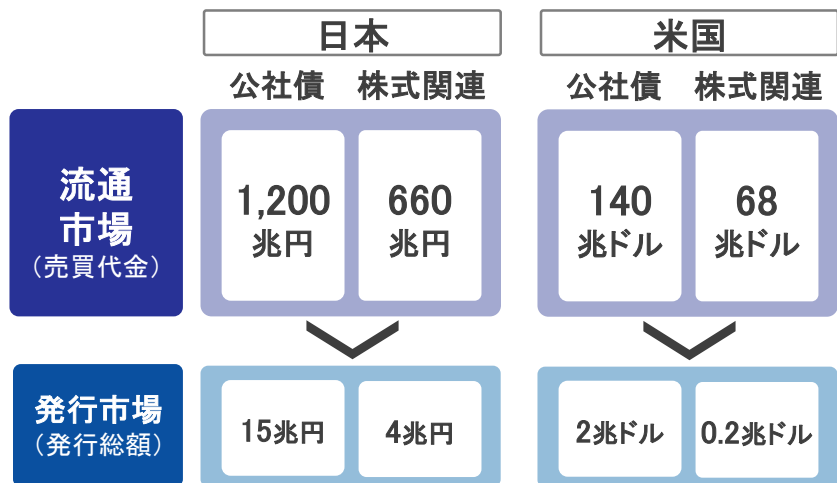 日本 米国
公社債 株式関連 公社債 株式関連
流通
市場
（売買代金）
1,200
兆円
660
兆円
140
兆ドル
68
兆ドル
発行市場
（発行総額）
15兆円 4兆円 2兆ドル 0.2兆ドル